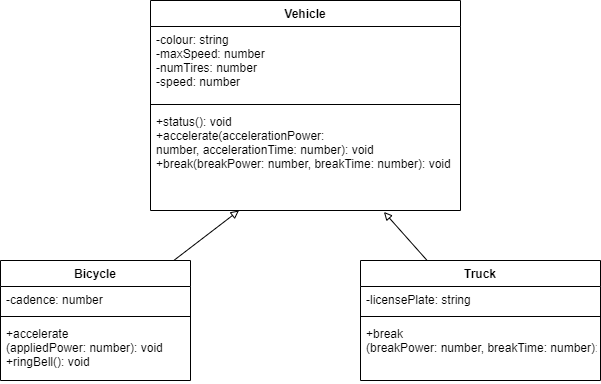 Vehicle
-colour: string
-maxSpeed: number
-numTires: number
-speed: number
+status(): void
+accelerate(accelerationPower:
number, accelerationTime: number): void
+break(breakPower: number, breakTime: number): void
Bicycle
-cadence: number
+accelerate
(appliedPower: number): void
+ringBell(): void
Truck
-licensePlate: string
+break
(breakPower: number, breakTime: number):